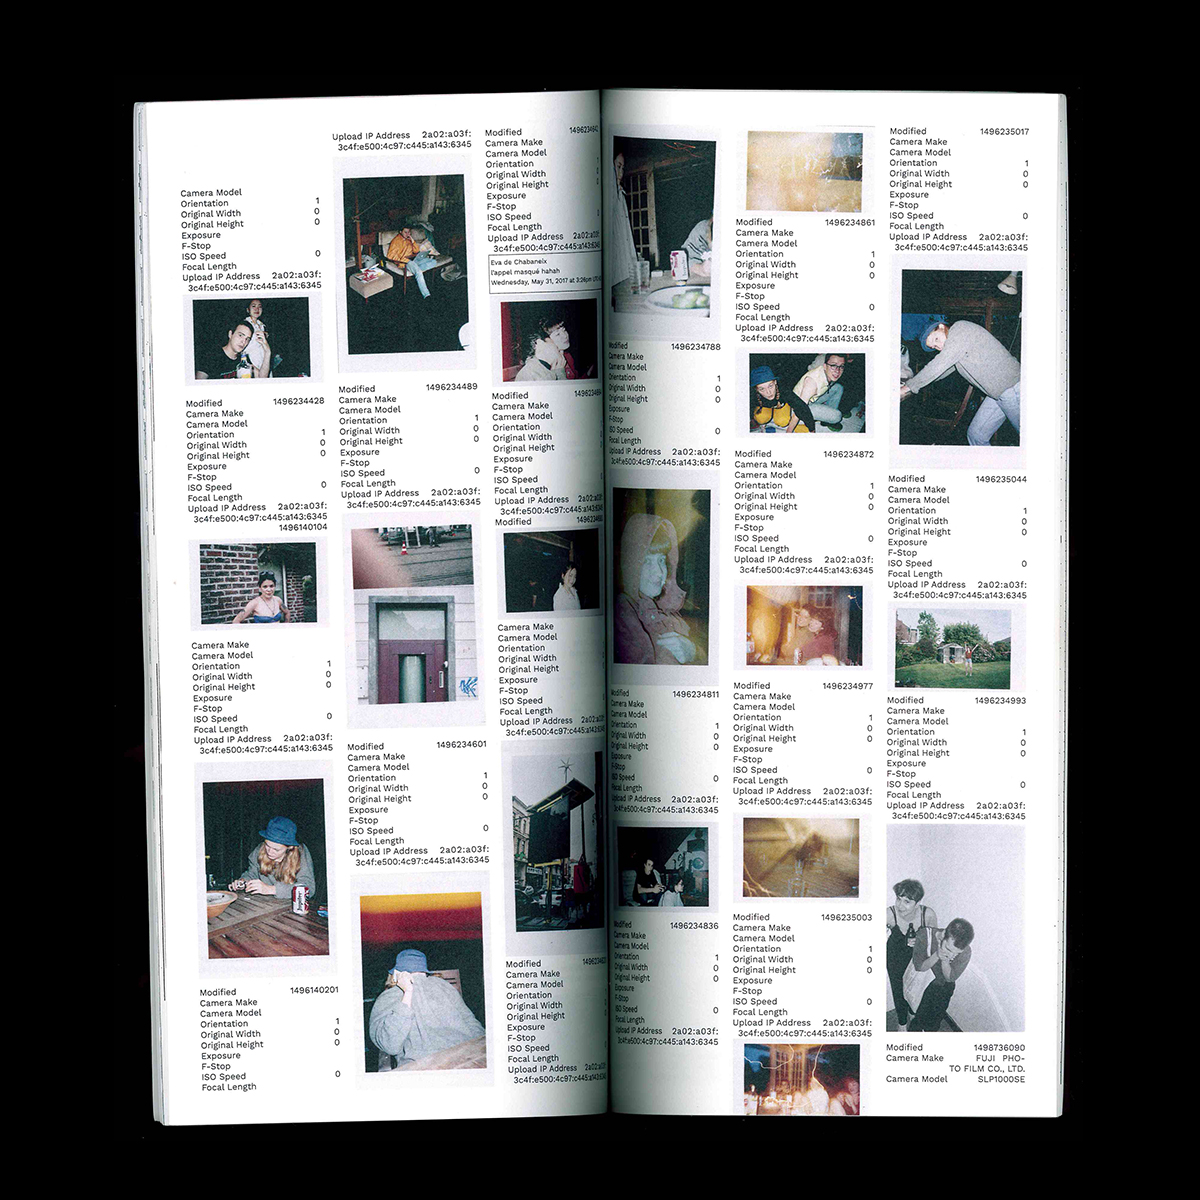 Camera Model
Orientation 1
Original Width 0
Original Height 0
Exposure
F-Stop
ISO Speed 0
Focal Length
Upload IP Address 2a02:a03f:
3c4f:e500:4c97:c445:a143:6345
Modified 1496234428
Camera Make
Camera Model
Orientation 1
Original Width 0
Original Height 0
Exposure
F-Stop
ISO Speed 0
Focal Length
Upload IP Address 2a02:a03f:
3c4f:e500:4c97:c445:a143:6345
1496140104
Camera Make
Camera Model
Orientation 1
Original Width 0
Original Height 0
Exposure
F-Stop
ISO Speed 0
Focal Length
Upload IP Address 2a02:a03f:
3c4f:e500:4c97:c445:a143:6345
Modified 1496140201
Camera Make
Camera Model
Orientation 1
Original Width 0
Original Height 0
Exposure
F-Stop
ISO Speed 0
Focal Length
Upload IP Address 2a02:a03f:
3c4f:e500:4c97:c445:a143:6345
Modified 1496234489
Camera Make
Camera Model
Orientation 1
Original Width 0
Original Height 0
Exposure
F-Stop
ISO Speed 0
Focal Length
Upload IP Address 2a02:a03f:
3c4f:e500:4c97:c445:a143:6345
Modified 1496234601
Camera Make
Camera Model
Orientation 1
Original Width 0
Original Height 0
Exposure
F-Stop
ISO Speed 0
Focal Length
Upload IP Address 2a02:a03f:
3c4f:e500:4c97:c445:a143:6345
Modified
Camera Make
Camera Model
Orientation
Original Width
Original Height
Exposure
F-Stop
ISO Speed
Focal Length
Upload IP Address 2a02:a03f:
3c4f:e500:4c97:c445:a143:6345
Eva de Chabaneix
l'appel masqué hahah
Wednesday, May 31, 2017 at 3:26pm
Modified
Camera Make
Camera Model
Orientation
Original Width
Original Height
Exposure
F-Stop
ISO Speed
Focal Length
Upload IP Address
3c4f:e500:4c97:c445:a143:6345
Modified
Camera Make
Camera Model
Orientation
Original Width
Original Height
Exposure
F-Stop
ISO Speed
Focal Length
Upload IP Address
3c4f:e500:4c97:c445:a143:6345
Modified
Camera Make
Camera Model
Orientation
Original Width
Original Height
Exposure
F-Stop
ISO Speed
Focal Length
Upload IP Address 2a02:a03f:
3c4f:e500:4c97:c445:a143:6345
Modified 1496234788
Camera Make
Camera Model
Orientation 1
Original Width 0
Original Height 0
Exposure
F-Stop
ISO Speed 0
Focal Length
Upload IP Address 2a02:a03f:
3c4f:e500:4c97:c445:a143:6345
Modified 1496234811
Camera Make
Camera Model
Orientation 1
Original Width 0
Original Height 0
Exposure
F-Stop
ISO Speed 0
Focal Length
Upload IP Address 2a02:a03f:
3c4f:e500:4c97:c445:a143:6345
Modified 1496234836
Camera Make
Camera Model
Orientation 1
Original Width 0
Original Height 0
Exposure
F-Stop
ISO Speed 0
Focal Length
Upload IP Address 2a02:a03f:
3c4f:e500:4c97:c445:a143:6345
Modified 1496234861
Camera Make
Camera Model
Orientation 1
Original Width 0
Original Height 0
Exposure
F-Stop
ISO Speed 0
Focal Length
Upload IP Address 2a02:a03f:
3c4f:e500:4c97:c445:a143:6345
Modified 1496234872
Camera Make
Camera Model
Orientation 1
Original Width 0
Original Height 0
Exposure
F-Stop
ISO Speed 0
Focal Length
Upload IP Address 2a02:a03f:
3c4f:e500:4c97:c445:a143:6345
Modified 1496234977
Camera Make
Camera Model
Orientation 1
Original Width 0
Original Height 0
Exposure
F-Stop
ISO Speed 0
Focal Length
Upload IP Address 2a02:a03f:
3c4f:e500:4c97:c445:a143:6345
Modified 1496235003
Camera Make
Camera Model
Orientation 1
Original Width 0
Original Height 0
Exposure
F-Stop
ISO Speed 0
Focal Length
Upload IP Address 2a02:a03f:
3c4f:e500:4c97:c445:a143:6345
Modified 1496235017
Camera Make
Camera Model
Orientation 1
Original Width 0
Original Height 0
Exposure
F-Stop
ISO Speed 0
Focal Length
Upload IP Address 2a02:a03f:
3c4f:e500:4c97:c445:a143:6345
Modified 1496235044
Camera Make
Camera Model
Orientation 1
Original Width 0
Original Height 0
Exposure
F-Stop
ISO Speed 0
Focal Length
Upload IP Address 2a02:a03f:
3c4f:e500:4c97:c445:a143:6345
Modified 1496234993
Camera Make
Camera Model
Orientation 1
Original Width 0
Original Height 0
Exposure
F-Stop
ISO Speed 0
Focal Length
Upload IP Address 2a02:a03f:
3c4f:e500:4c97:c445:a143:6345
Modified 1498736090
Camera Make FUJI PHO-
TO FILM CO., LTD.
Camera Model SLP1000SE